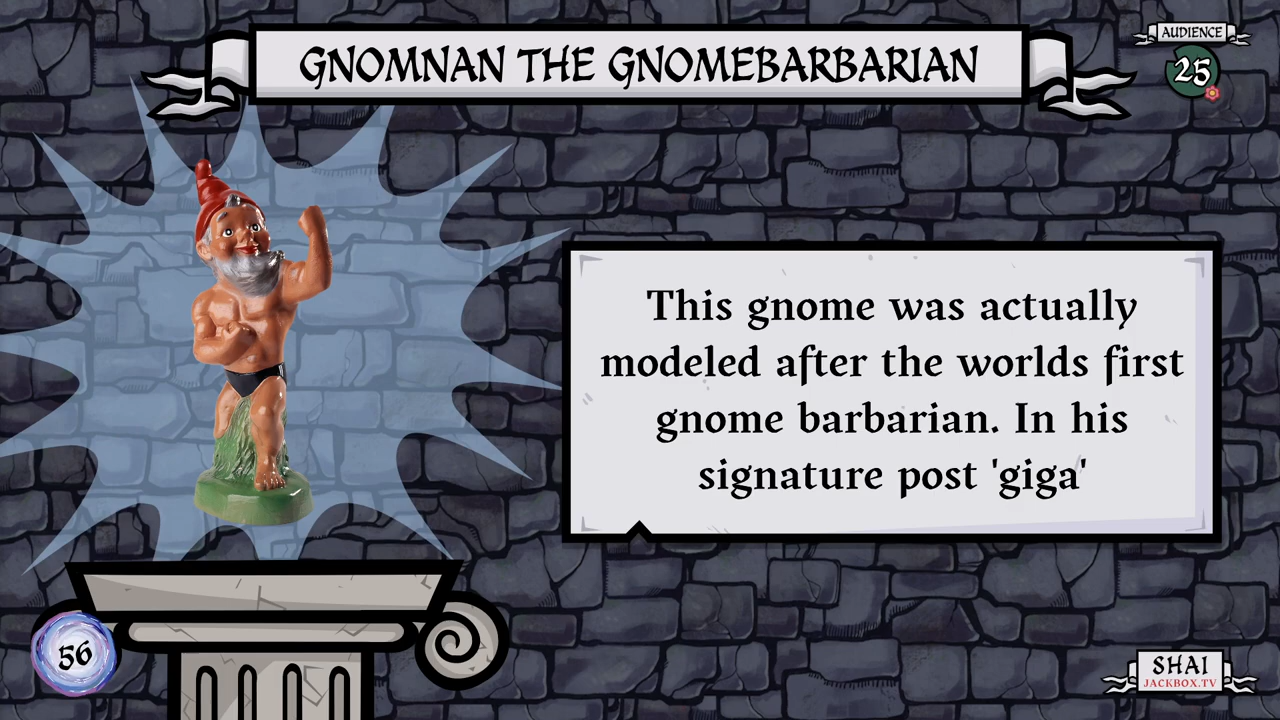 GNOMNAN THE GNOMEBARBARIAN
AUDIENCE
25
This gnome was actually
modeled after the worlds first
gnome barbarian. In his
signature post 'giga'
56
SHAI
JACKBOX.TV